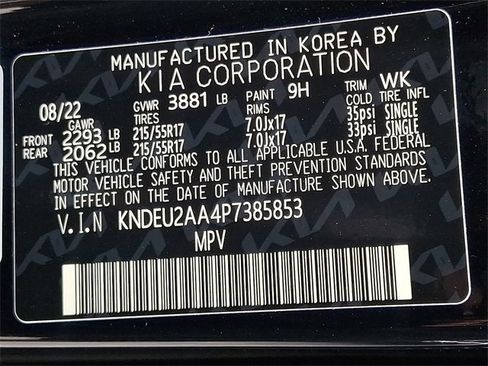 MANUFACTURED IN KOREA BY
KIA CORPORATION
08/22 GVWR 3881 LB PAINT 9H TRIM WK
GAWR TIRES RIMS COLD TIRE INFL
FRONT 2293 LB 215/55R17 7.0Jx17 35psi SINGLE
REAR 2062 LB 215/55R17 7.0Jx17 33psi SINGLE
THIS VEHICLE CONFORMS TO ALL APPLICABLE U.S.A. FEDERAL
MOTOR VEHICLE SAFETY AND THEFT PREVENTION STANDARDS
IN EFFECT ON THE DATE OF MANUFACTURE SHOWN ABOVE.
V.I.N KNDEU2AA4P7385853
MPV